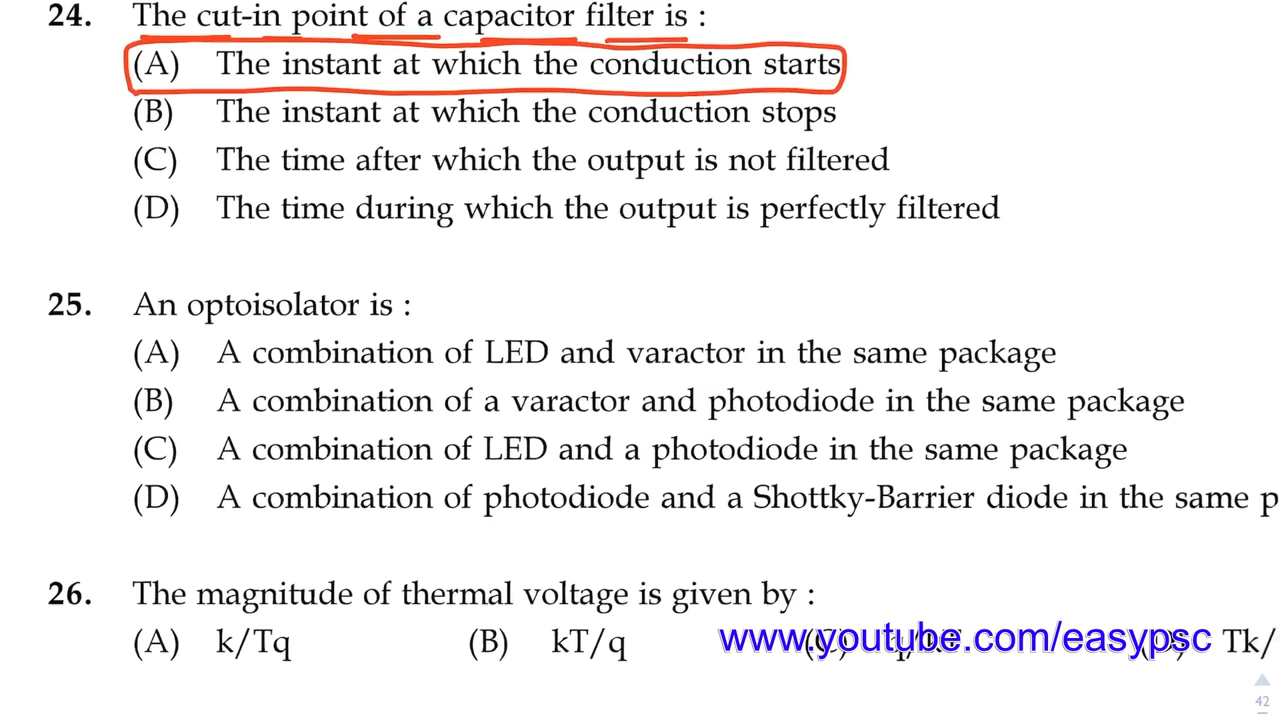 24. The cut-in point of a capacitor filter is :
(A) The instant at which the conduction starts
(B) The instant at which the conduction stops
(C) The time after which the output is not filtered
(D) The time during which the output is perfectly filtered
25. An optoisolator is :
(A) A combination of LED and varactor in the same package
(B) A combination of a varactor and photodiode in the same package
(C) A combination of LED and a photodiode in the same package
(D) A combination of photodiode and a Shottky-Barrier diode in the same p
26. The magnitude of thermal voltage is given by :
(A) k/Tq (B) kT/q www.youtube.com/easypsc Tk/
42